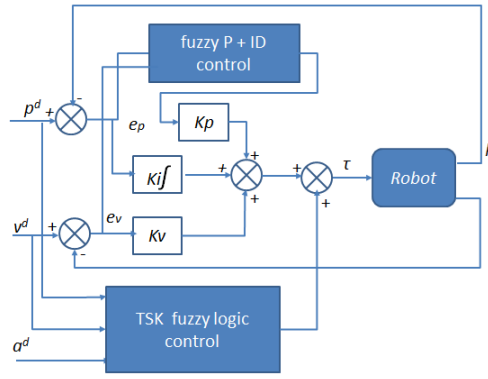 fuzzy P + ID
control
-
p^d
+
e_p
Kp
+
Ki∫
+
+
+
τ
Robot
v^d
+
e_v
Kv
+
+
-
TSK fuzzy logic
control
a^d